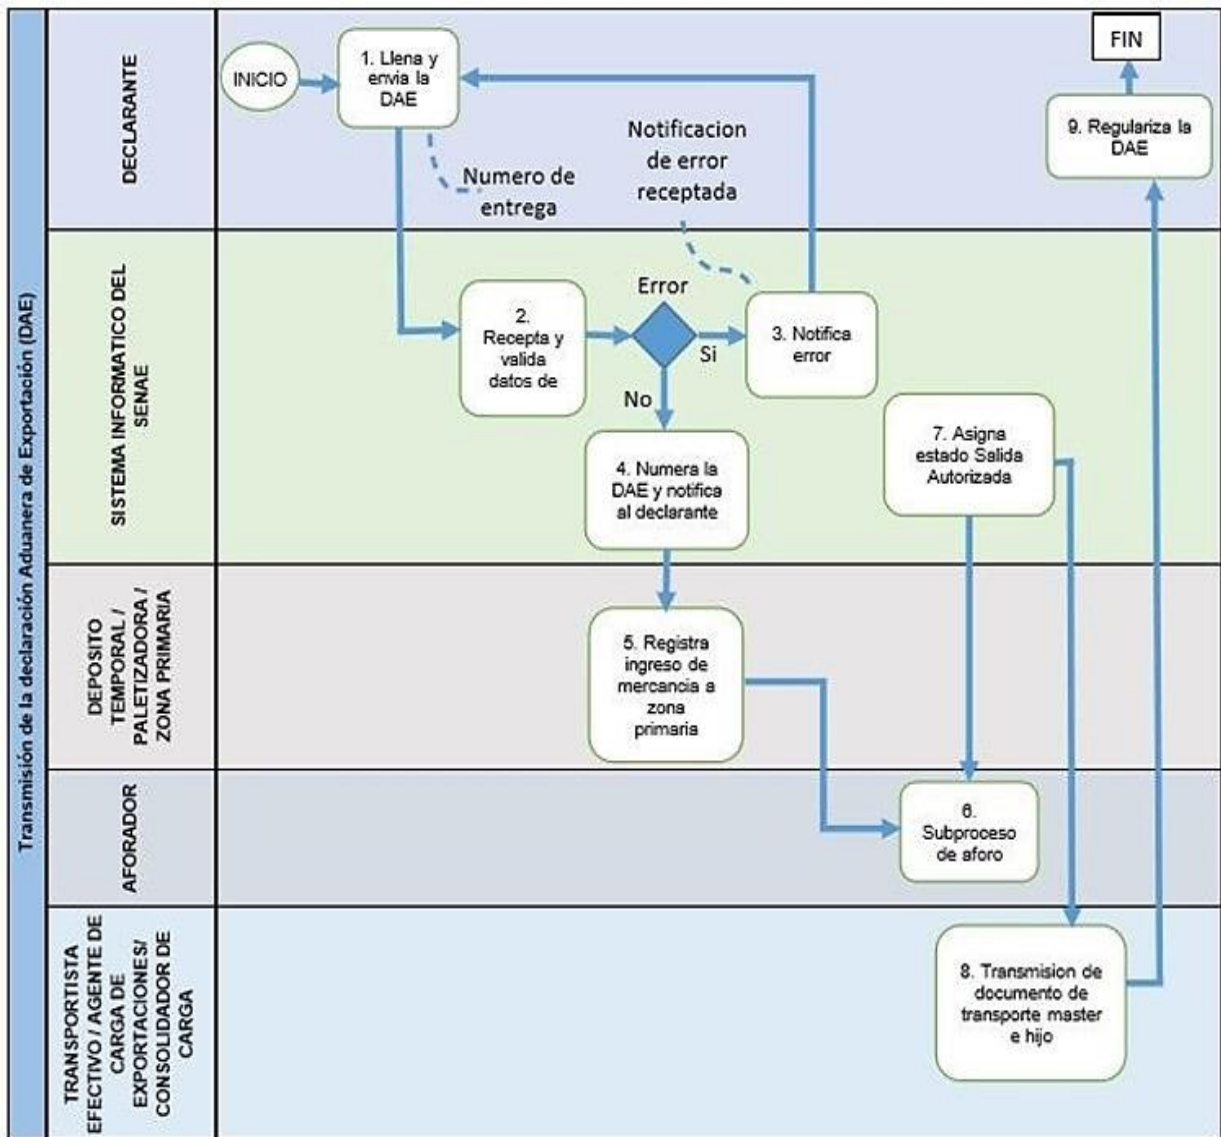 Transmisión de la declaración Aduanera de Exportación (DAE)
DECLARANTE
INICIO
1. Llena y
envia la
DAE
Numero de
entrega
Notificacion
de error
receptada
FIN
9. Regulariza la
DAE
SISTEMA INFORMATICO DEL
SENAE
2.
Recepta y
valida
datos de
Error
Si
No
3. Notifica
error
4. Numera la
DAE y notifica
al declarante
7. Asigna
estado Salida
Autorizada
DEPOSITO
TEMPORAL /
PALETIZADORA /
ZONA PRIMARIA
5. Registra
ingreso de
mercancia a
zona
primaria
AFORADOR
6.
Subproceso
de aforo
TRANSPORTISTA
EFECTIVO / AGENTE DE
CARGA DE
EXPORTACIONES/
CONSOLIDADOR DE
CARGA
8. Transmision de
documento de
transporte master
e hijo